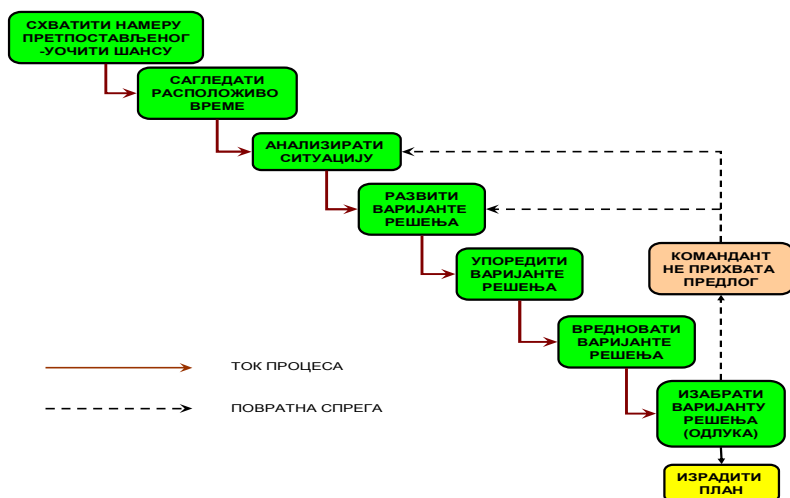 СХВАТИТИ НАМЕРУ
ПРЕТПОСТАВЉЕНОГ
-УОЧИТИ ШАНСУ
САГЛЕДАТИ
РАСПОЛОЖИВО
ВРЕМЕ
АНАЛИЗИРАТИ
СИТУАЦИЈУ
РАЗВИТИ
ВАРИЈАНТЕ
РЕШЕЊА
УПОРЕДИТИ
ВАРИЈАНТЕ
РЕШЕЊА
КОМАНДАНТ
НЕ ПРИХВАТА
ПРЕДЛОГ
ВРЕДНОВАТИ
ВАРИЈАНТЕ
РЕШЕЊА
ИЗАБРАТИ
ВАРИЈАНТУ
РЕШЕЊА
(ОДЛУКА)
ИЗРАДИТИ
ПЛАН
ТОК ПРОЦЕСА
ПОВРАТНА СПРЕГА